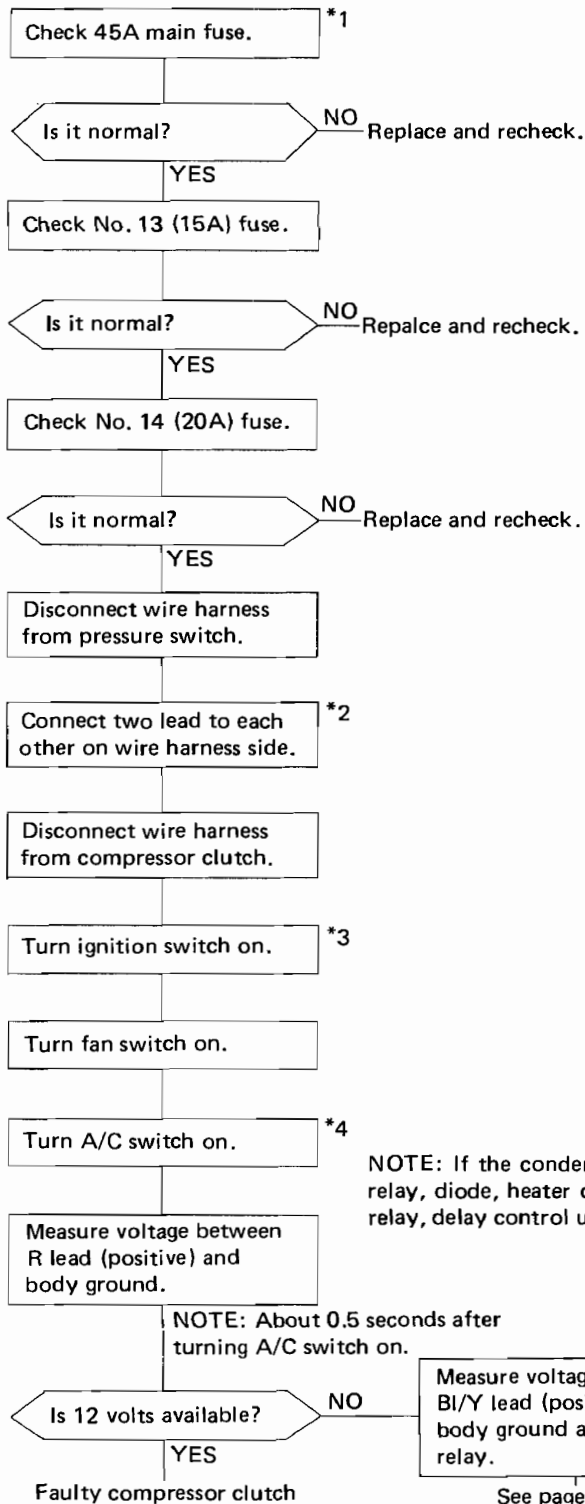 Check 45A main fuse.
*1
Is it normal?
NO
Replace and recheck.
YES
Check No. 13 (15A) fuse.
Is it normal?
NO
Repalce and recheck.
YES
Check No. 14 (20A) fuse.
Is it normal?
NO
Replace and recheck.
YES
Disconnect wire harness
from pressure switch.
Connect two lead to each
other on wire harness side.
*2
Disconnect wire harness
from compressor clutch.
Turn ignition switch on.
*3
Turn fan switch on.
Turn A/C switch on.
*4
NOTE: If the conden
relay, diode, heater
relay, delay control
Measure voltage between
R lead (positive) and
body ground.
NOTE: About 0.5 seconds after
turning A/C switch on.
Is 12 volts available?
NO
Measure voltag
Bl/Y lead (pos
body ground a
relay.
YES
Faulty compressor clutch
See page